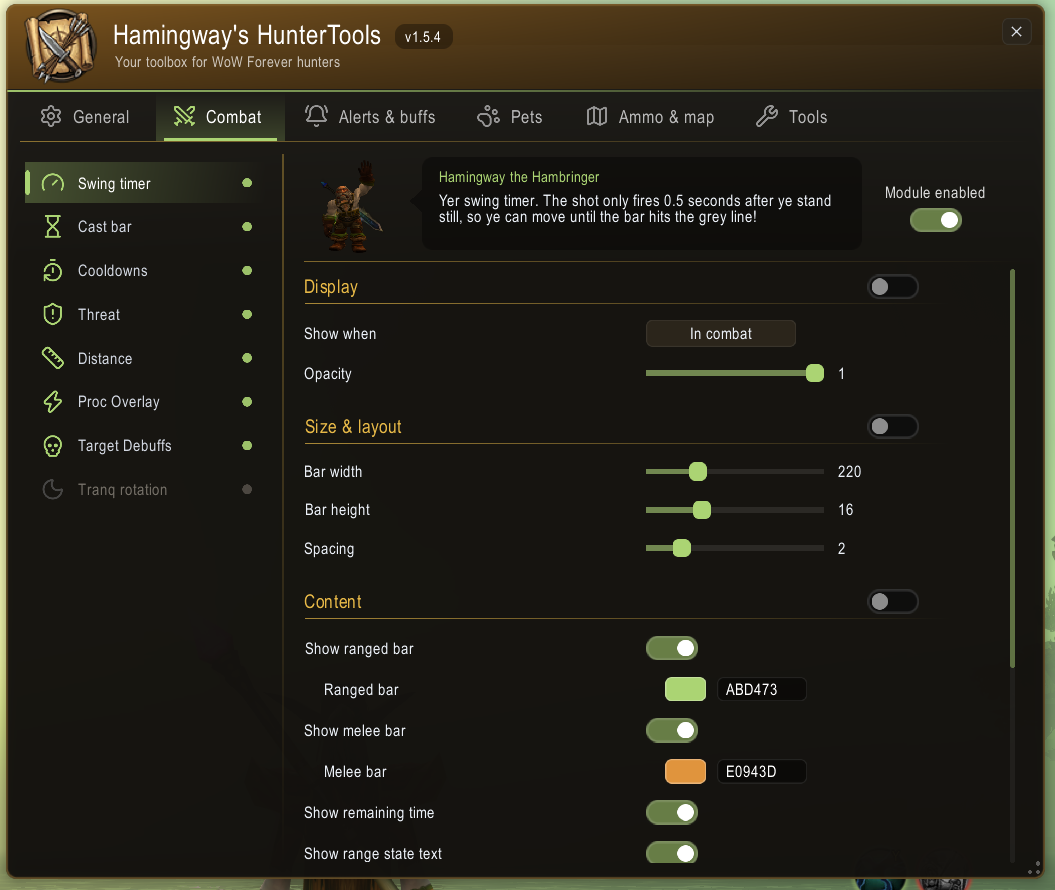 Hamingway's HunterTools v1.5.4
Your toolbox for WoW Forever hunters
General Combat Alerts & buffs Pets Ammo & map Tools
Swing timer
Cast bar
Cooldowns
Threat
Distance
Proc Overlay
Target Debuffs
Tranq rotation
Hamingway the Hambringer
Yer swing timer. The shot only fires 0.5 seconds after ye stand
still, so ye can move until the bar hits the grey line!
Module enabled
Display
Show when In combat
Opacity 1
Size & layout
Bar width 220
Bar height 16
Spacing 2
Content
Show ranged bar
Ranged bar ABD473
Show melee bar
Melee bar E0943D
Show remaining time
Show range state text